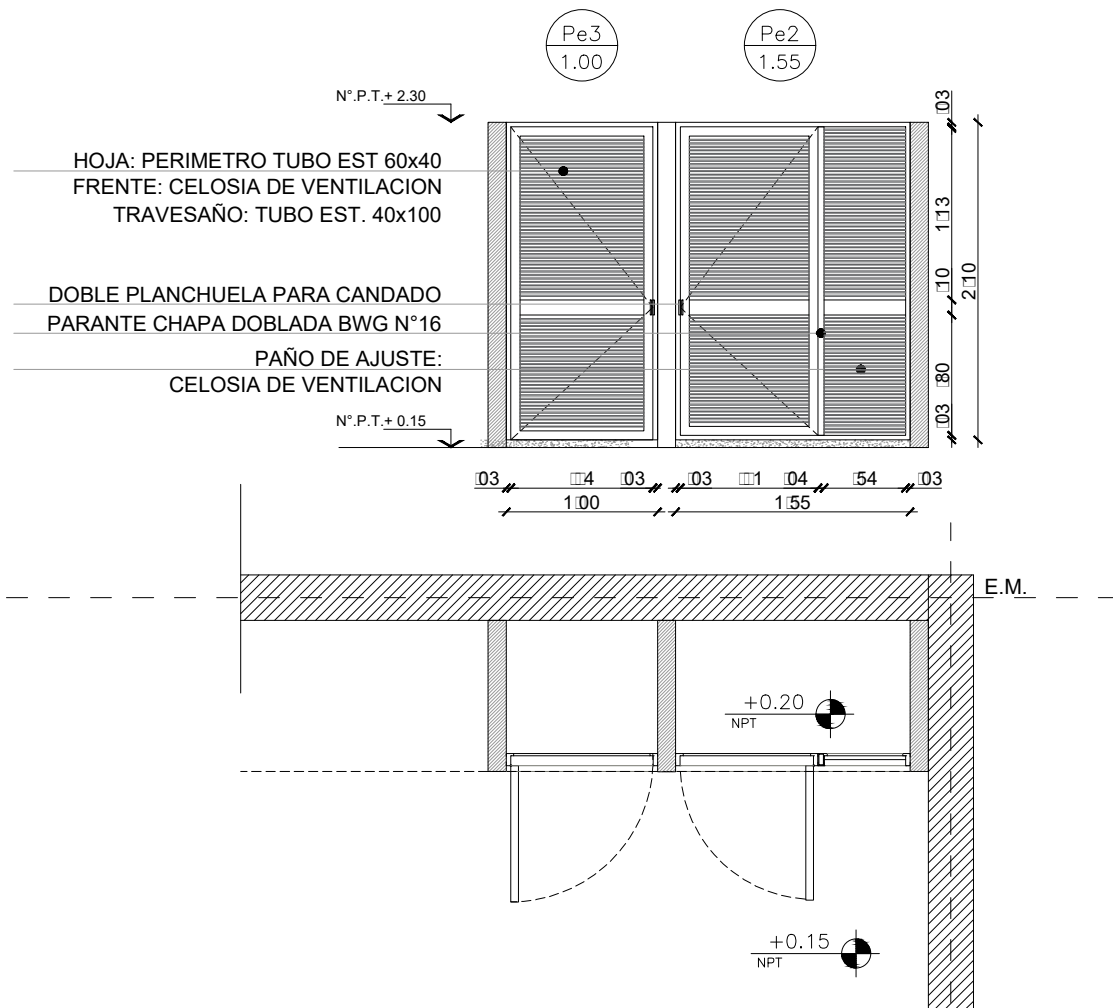 Pe3
1.00
Pe2
1.55
N°.P.T.+ 2.30
HOJA: PERIMETRO TUBO EST 60x40
FRENTE: CELOSIA DE VENTILACION
TRAVESAÑO: TUBO EST. 40x100
DOBLE PLANCHUELA PARA CANDADO
PARANTE CHAPA DOBLADA BWG N°16
PAÑO DE AJUSTE:
CELOSIA DE VENTILACION
N°.P.T.+ 0.15
03
1□13
□10
□80
□03
2□10
□03 □□4 □03 □03 □□1 □04 □54 □03
1□00 1□55
E.M.
+0.20
NPT
+0.15
NPT